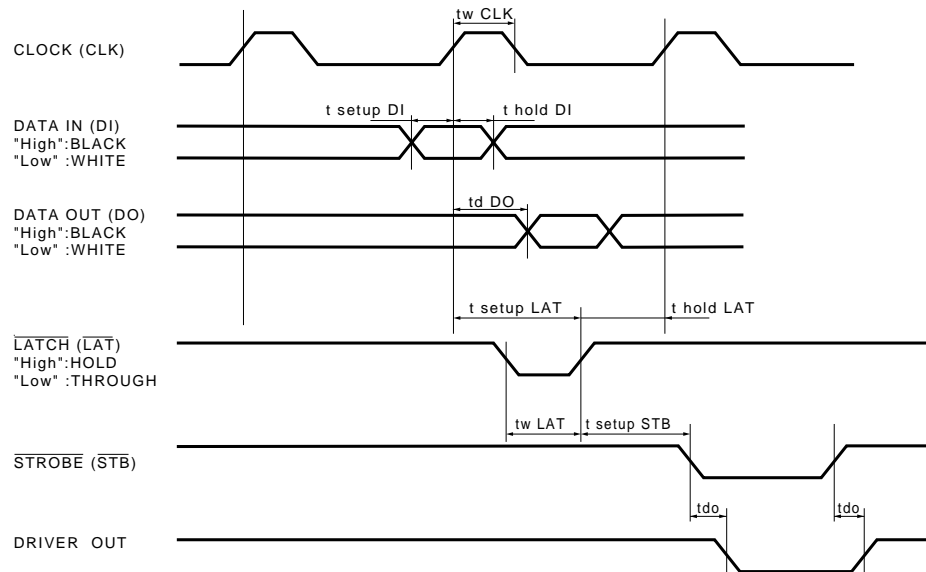 tw CLK
CLOCK (CLK)
t setup DI
t hold DI
DATA IN (DI)
"High":BLACK
"Low" :WHITE
td DO
DATA OUT (DO)
"High":BLACK
"Low" :WHITE
t setup LAT
t hold LAT
LATCH (LAT)
"High":HOLD
"Low" :THROUGH
tw LAT
t setup STB
STROBE (STB)
tdo
tdo
DRIVER OUT